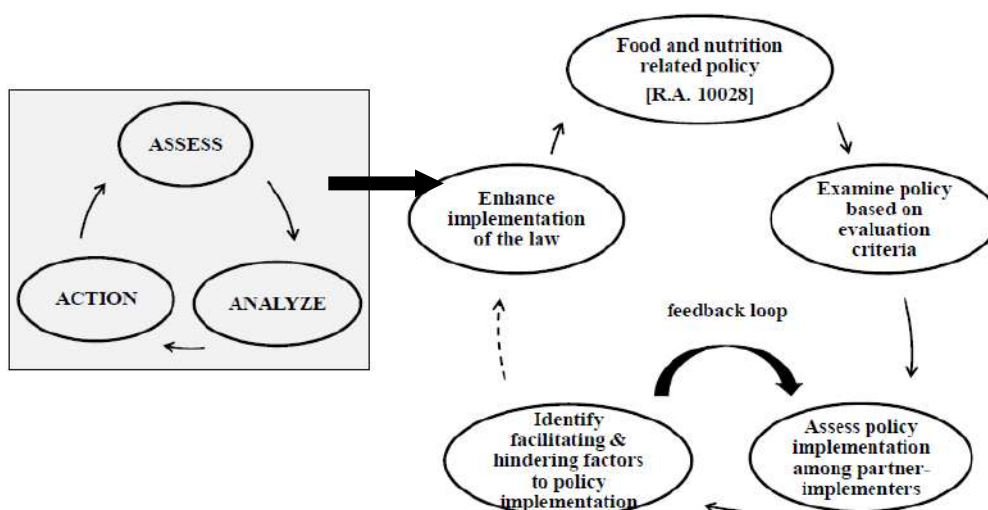 ASSESS
ACTION
ANALYZE
Food and nutrition
related policy
[R.A. 10028]
Enhance
implementation
of the law
Examine policy
based on
evaluation
criteria
feedback loop
Identify
facilitating &
hindering factors
to policy
implementation
Assess policy
implementation
among partner-
implementers